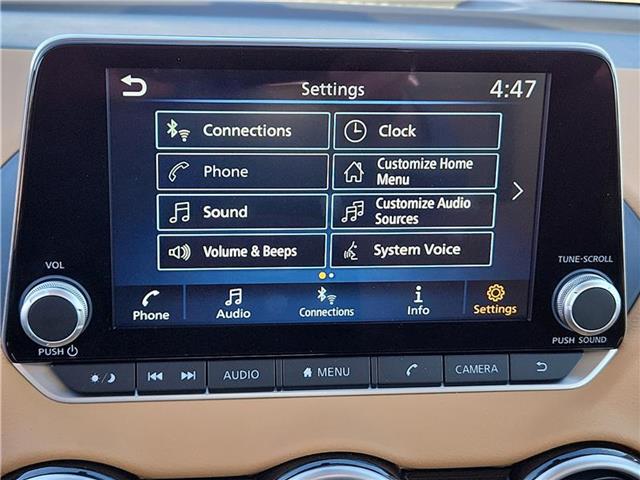 Settings
4:47
Connections
Clock
Phone
Customize Home
Menu
Sound
Customize Audio
Sources
Volume & Beeps
System Voice
Phone
Audio
Connections
Info
Settings
VOL
PUSH
TUNE·SCROLL
PUSH SOUND
AUDIO
MENU
CAMERA